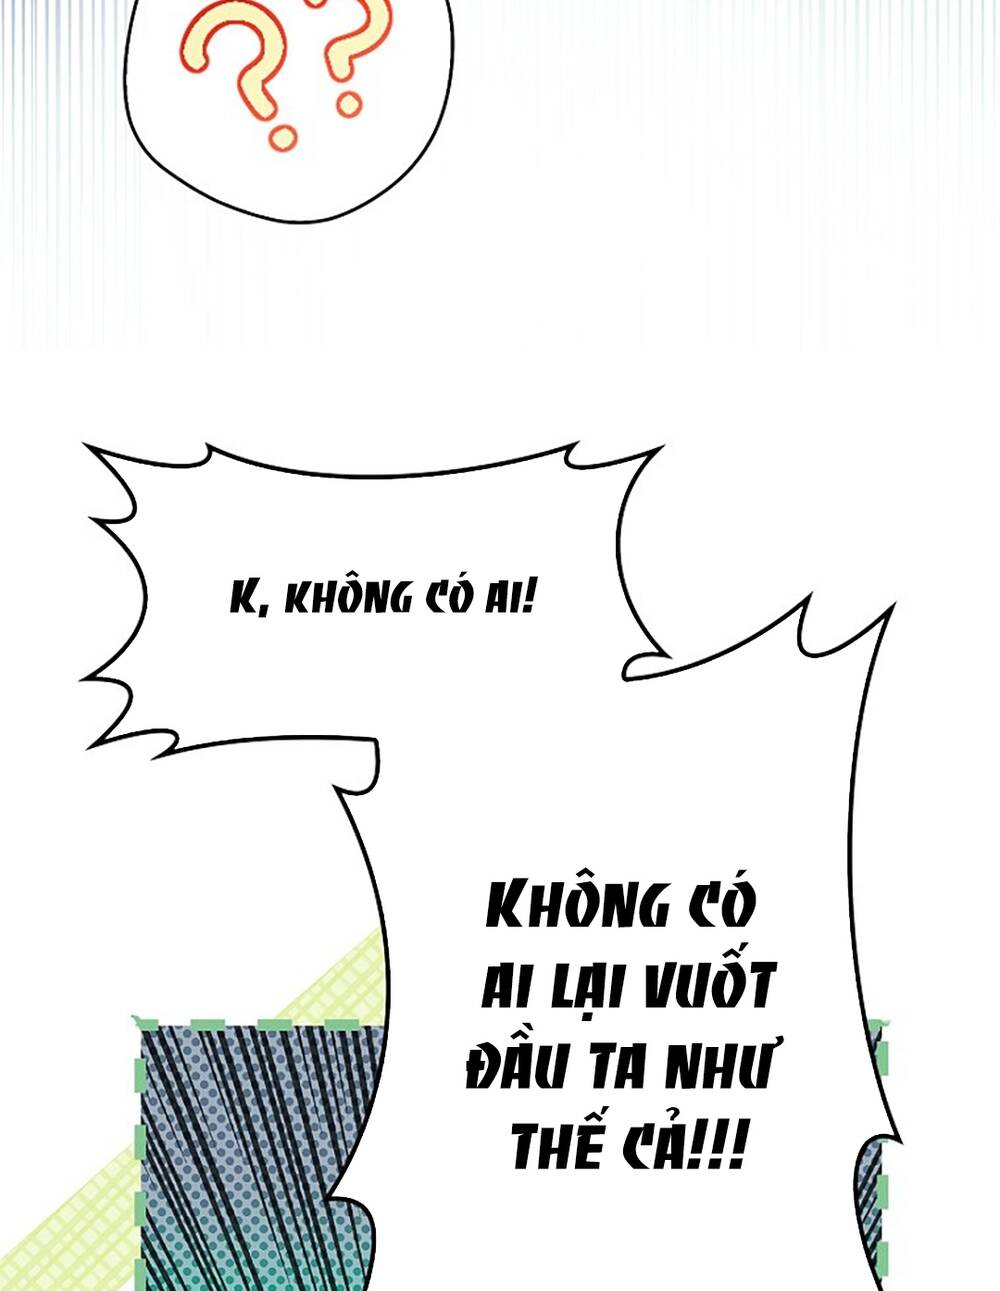 ??
K, KHÔNG CÓ AI!
KHÔNG CÓ
AI LẠI VUỐT
ĐẦU TA NHƯ
THẾ CẢ!!!